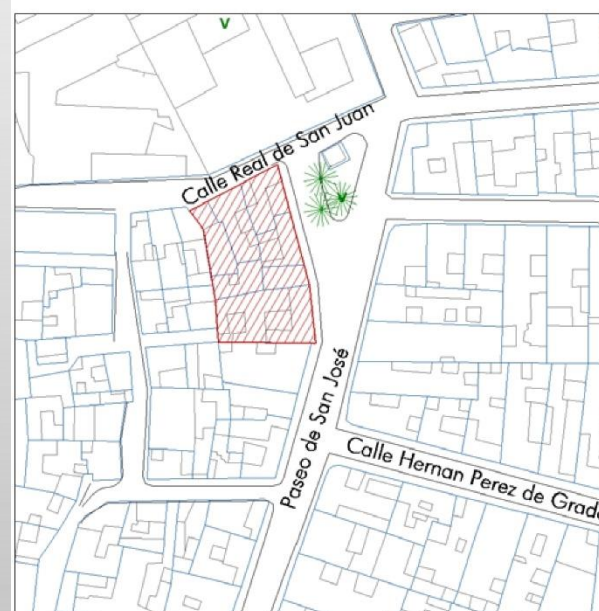 v
Calle Real de San Juan
v
Paseo de San José
Calle Hernan Perez de Grado